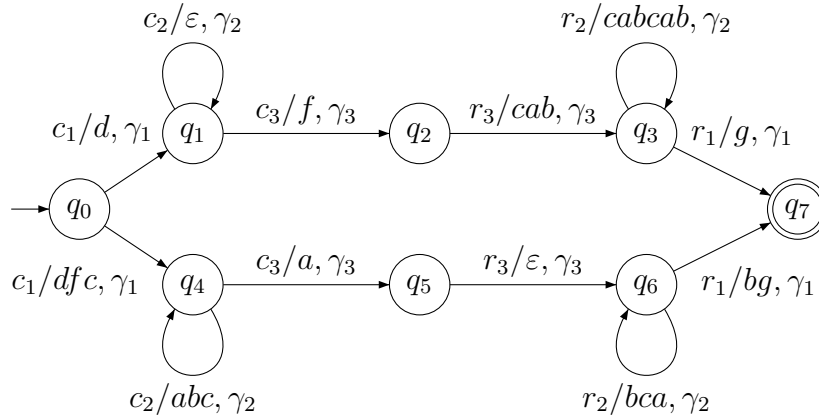 c₂/ε, γ₂
r₂/cabcab, γ₂
c₁/d, γ₁
q₁
c₃/f, γ₃
q₂
r₃/cab, γ₃
q₃
r₁/g, γ₁
q₀
q₇
c₁/dfc, γ₁
q₄
c₃/a, γ₃
q₅
r₃/ε, γ₃
q₆
r₁/bg, γ₁
c₂/abc, γ₂
r₂/bca, γ₂